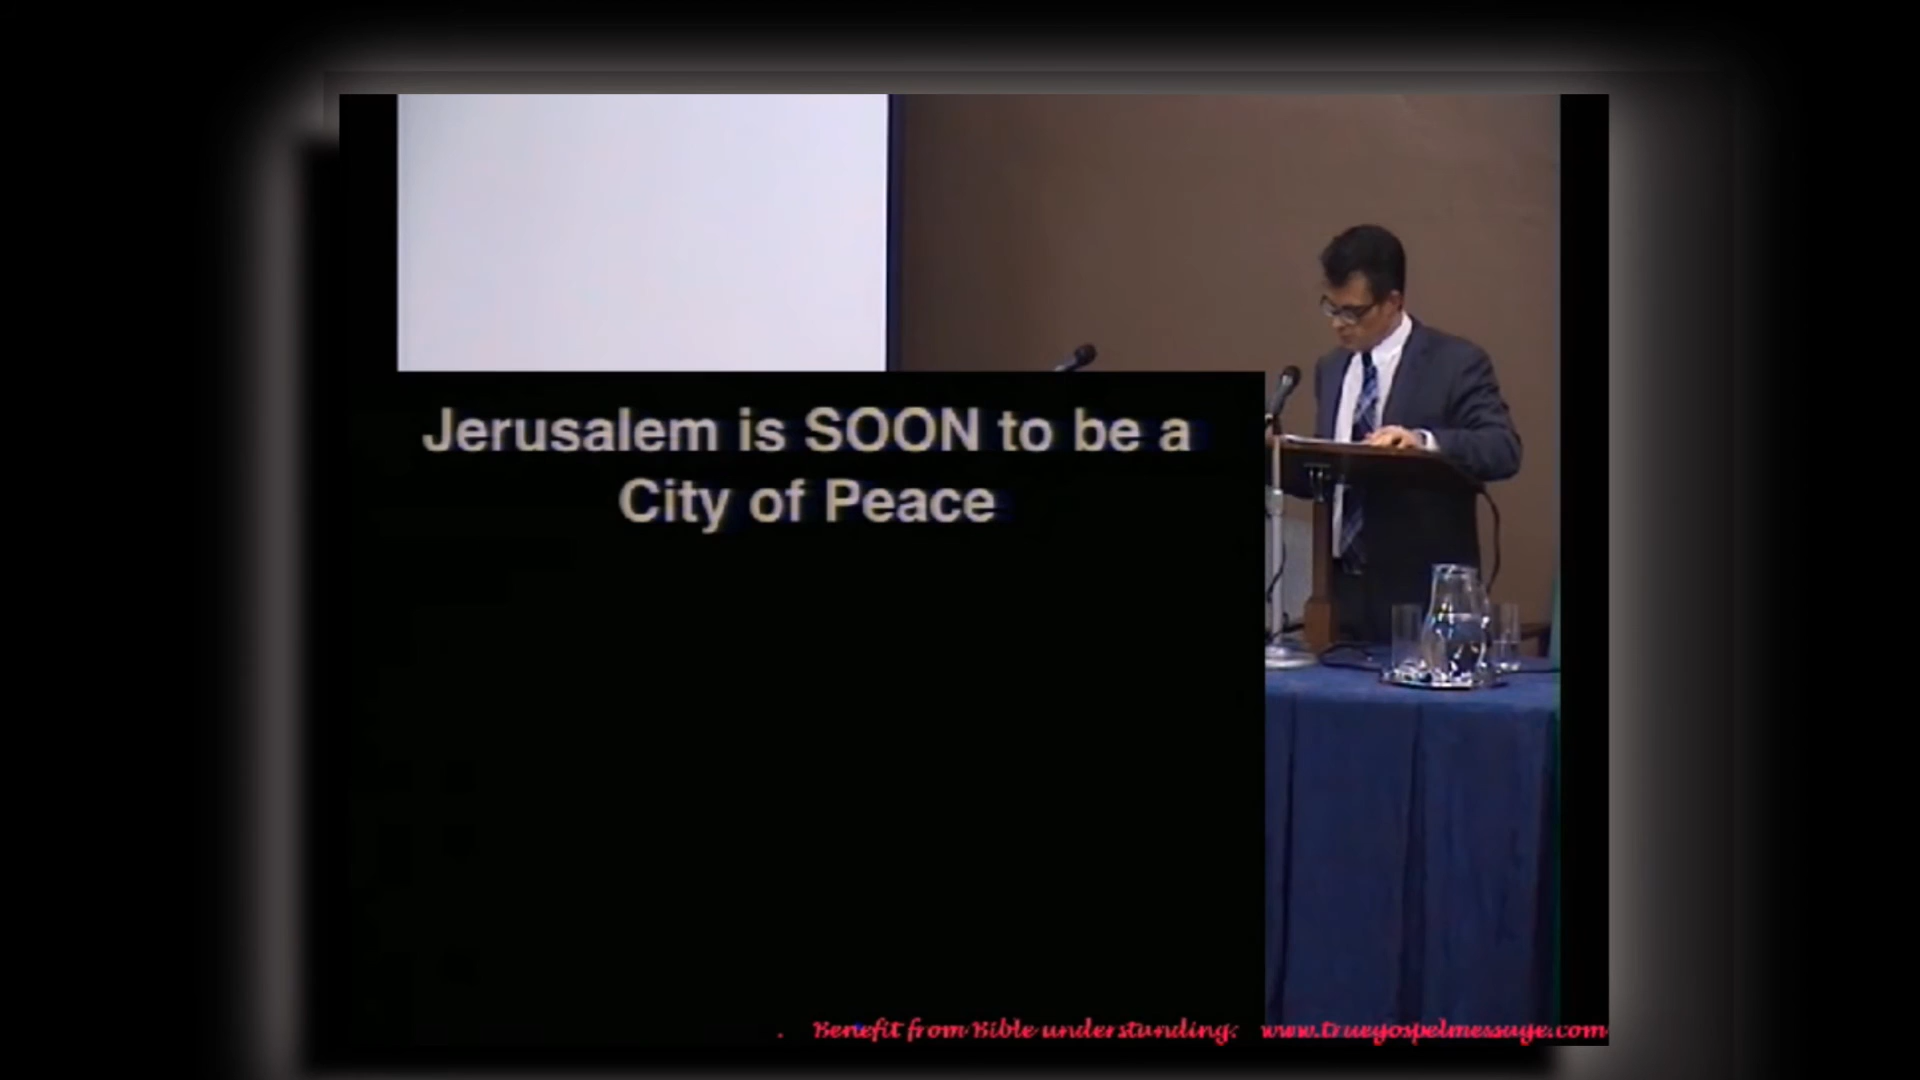 Jerusalem is SOON to be a
City of Peace
. Benefit from Bible understanding: www.truegospelmessage.com